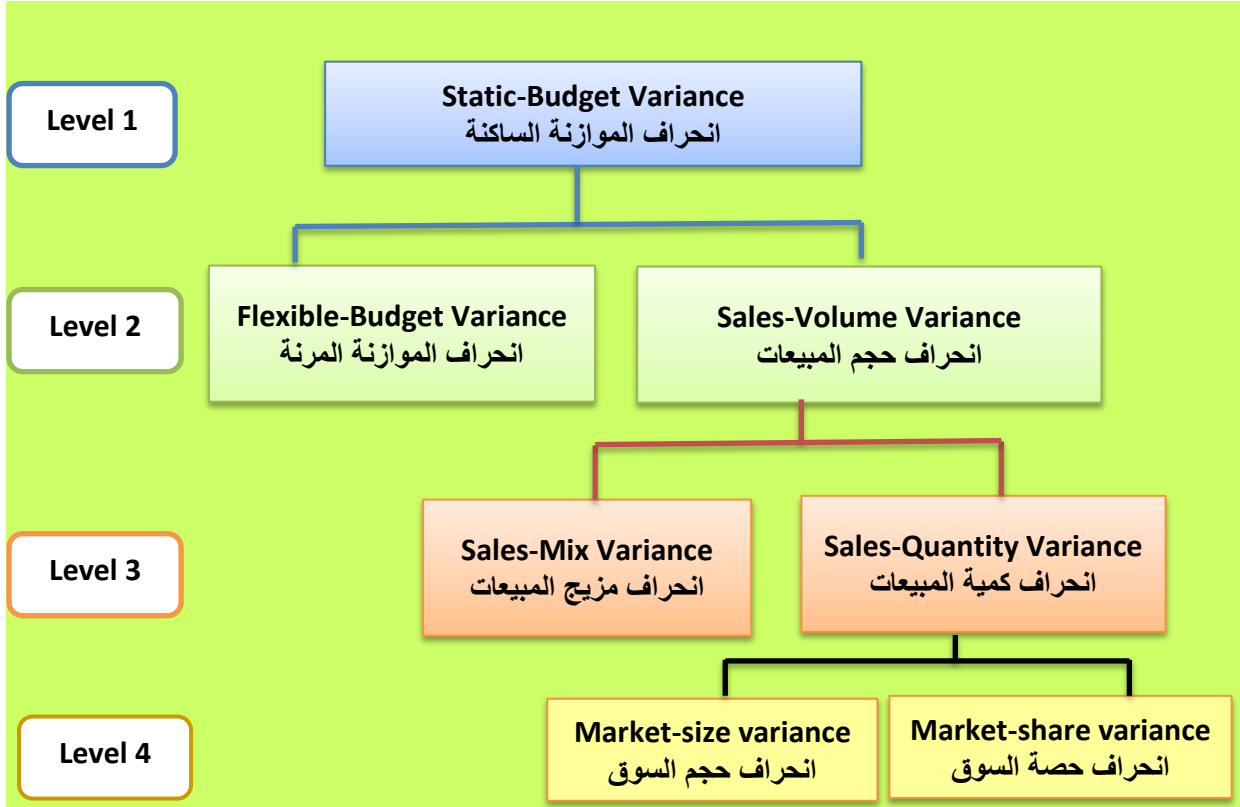 Level 1
Static-Budget Variance
انحراف الموازنة الساكنة
Level 2
Flexible-Budget Variance
انحراف الموازنة المرنة
Sales-Volume Variance
انحراف حجم المبيعات
Level 3
Sales-Mix Variance
انحراف مزيج المبيعات
Sales-Quantity Variance
انحراف كمية المبيعات
Level 4
Market-size variance
انحراف حجم السوق
Market-share variance
انحراف حصة السوق